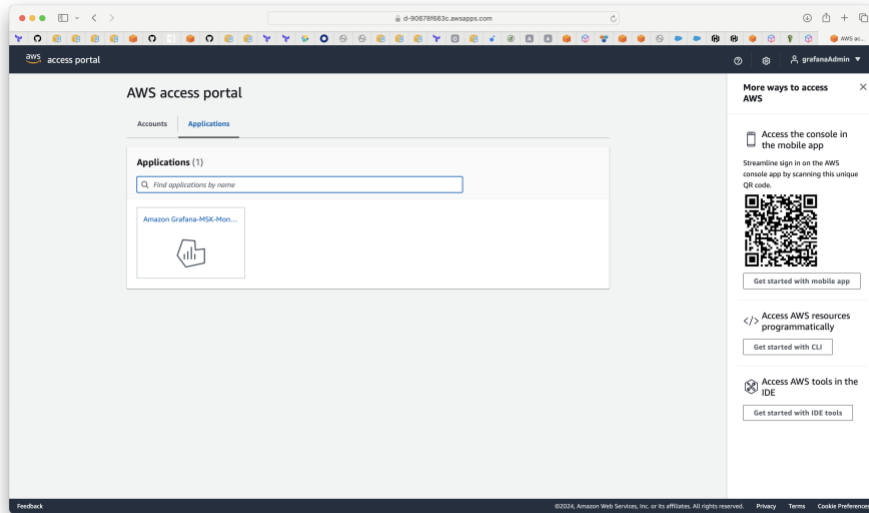 d-90678f663c.awsapps.com
AWS ac...
aws access portal
grafanaAdmin
AWS access portal
Accounts
Applications
Applications (1)
Find applications by name
Amazon Grafana-MSK-Mon...
More ways to access
AWS
Access the console in
the mobile app
Streamline sign in on the AWS
console app by scanning this unique
QR code.
Get started with mobile app
</> Access AWS resources
programmatically
Get started with CLI
Access AWS tools in the
IDE
Get started with IDE tools
Feedback
©2024, Amazon Web Services, Inc. or its affiliates. All rights reserved.
Privacy
Terms
Cookie Preferences